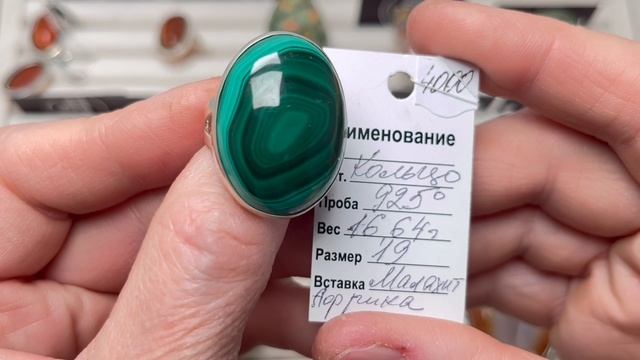 4000
именование
т. Кольцо
Проба 925°
Вес 16 64г
Размер 19
Вставка Малахит
Африка